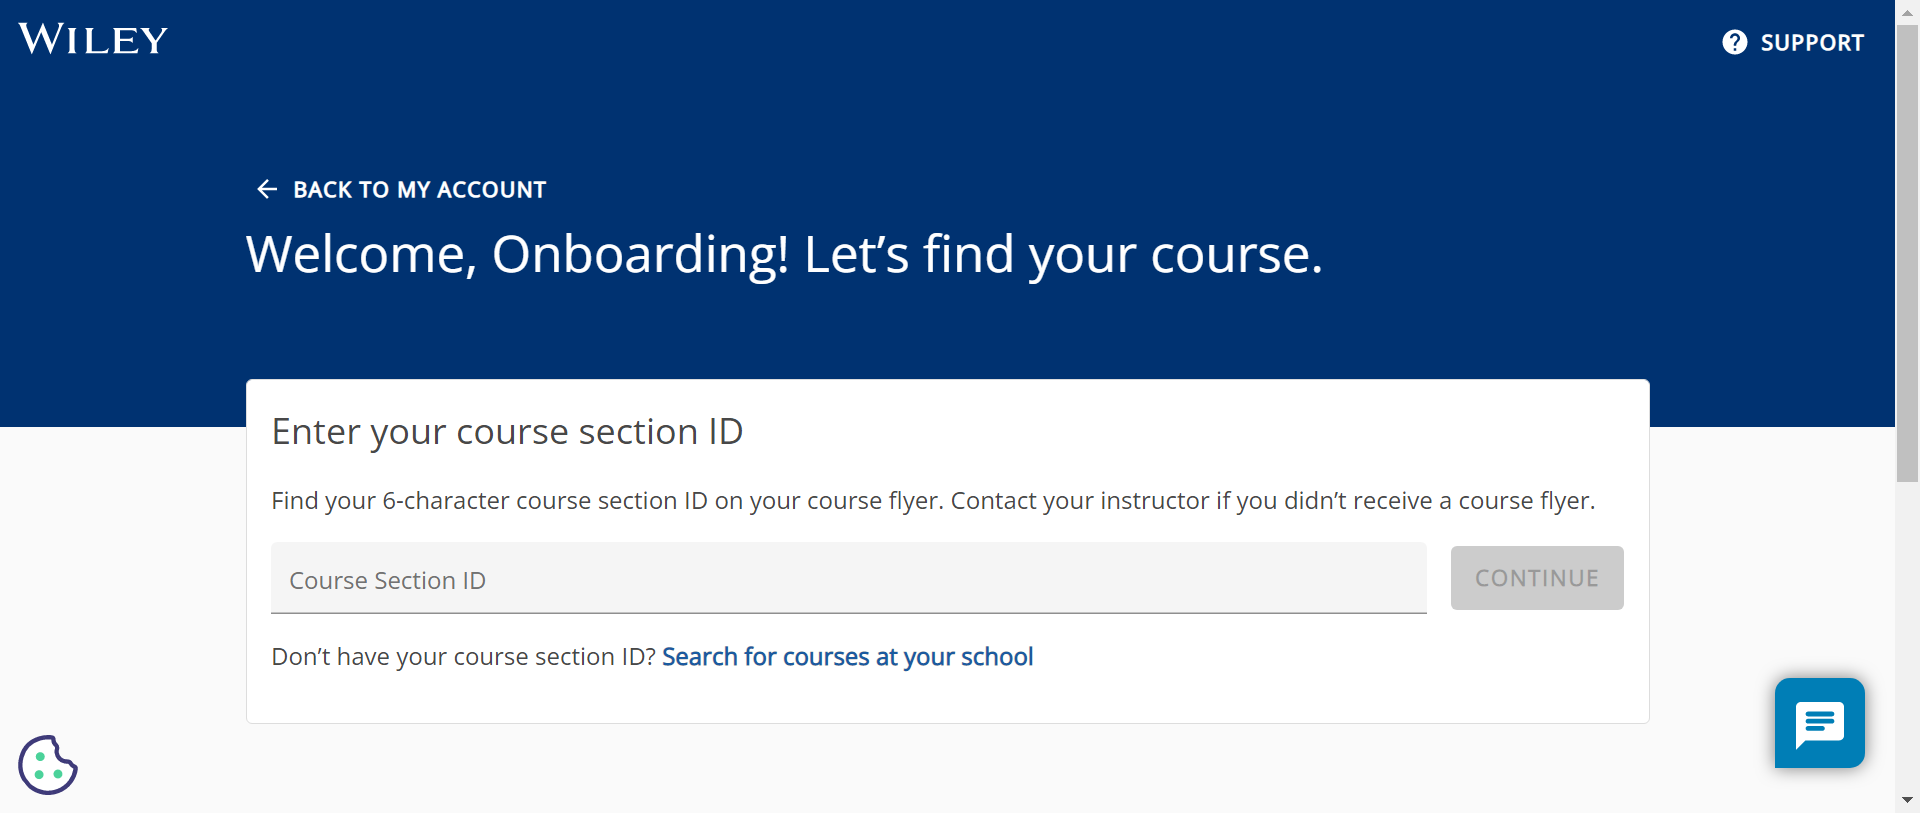 WILEY
SUPPORT
BACK TO MY ACCOUNT
Welcome, Onboarding! Let’s find your course.
Enter your course section ID
Find your 6-character course section ID on your course flyer. Contact your instructor if you didn’t receive a course flyer.
Course Section ID
CONTINUE
Don’t have your course section ID? Search for courses at your school